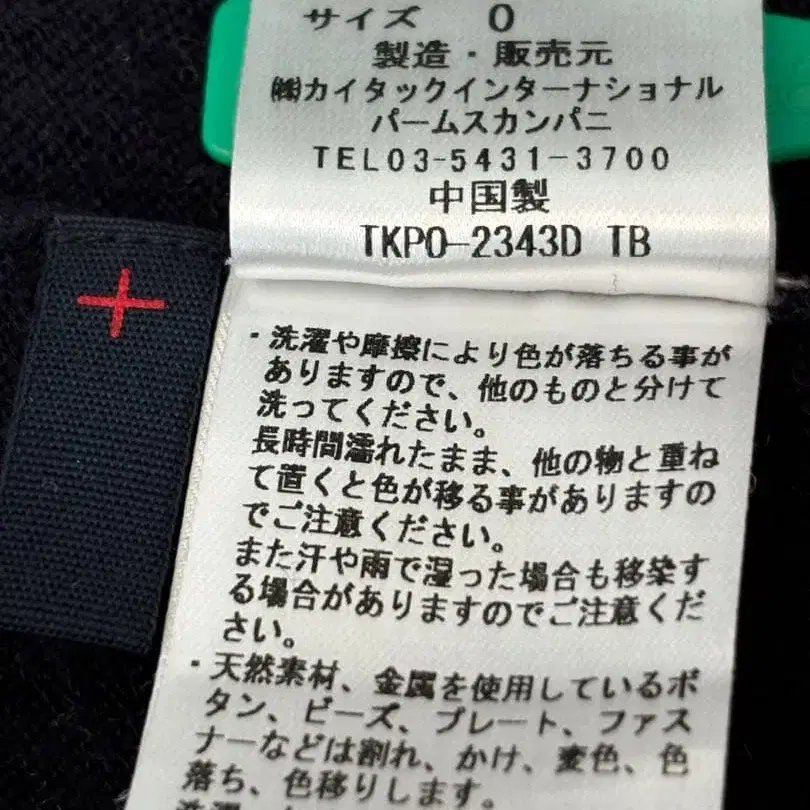 サイズ 0
製造・販売元
㈱カイタックインターナショナル
パームスカンパニ
TEL03-5431-3700
中国製
TKPO-2343D TB
・洗濯や摩擦により色が落ちる事が
ありますので、他のものと分けて
洗ってください。
長時間濡れたまま、他の物と重ね
て置くと色が移る事がありますの
でご注意ください。
また汗や雨で湿った場合も移染す
る場合がありますのでご注意くだ
さい。
・天然素材、金属を使用しているボ
タン、ビーズ、プレート、ファス
ナーなどは割れ、かけ、変色、色
落ち、色移りします。